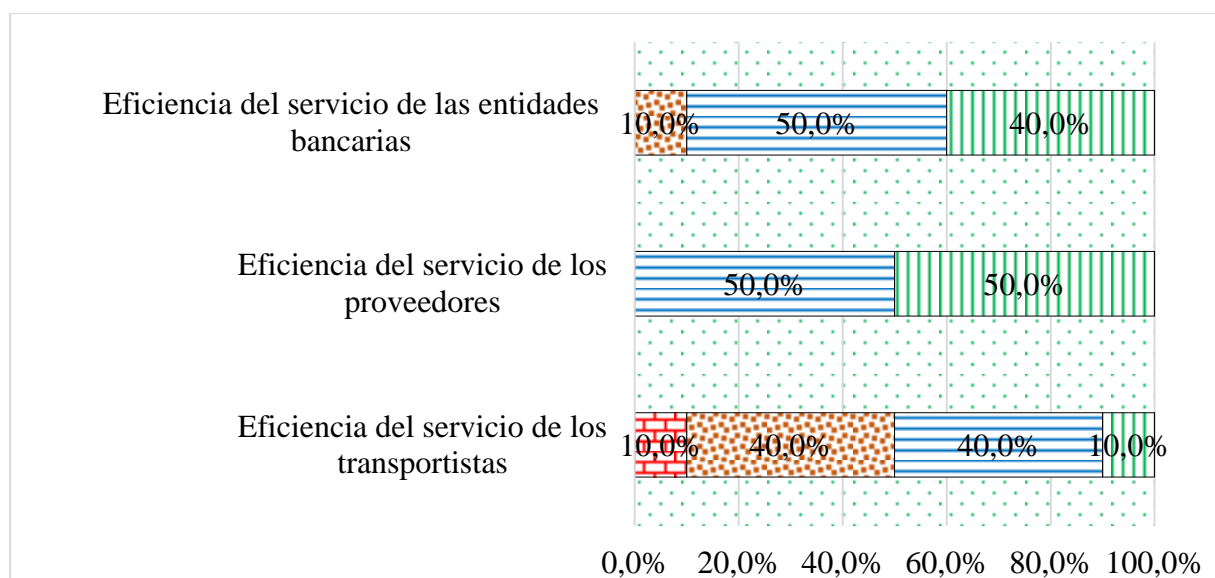 Eficiencia del servicio de las entidades
bancarias
10,0% 50,0% 40,0%
Eficiencia del servicio de los
proveedores
50,0% 50,0%
Eficiencia del servicio de los
transportistas
10,0% 40,0% 40,0% 10,0%
0,0% 20,0% 40,0% 60,0% 80,0% 100,0%